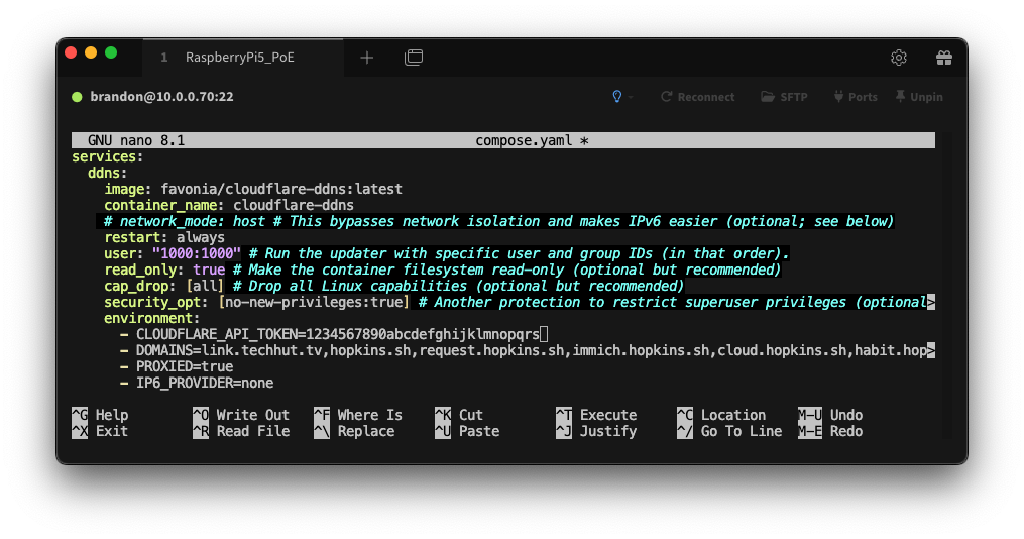 1 RaspberryPi5_PoE
brandon@10.0.0.70:22 Reconnect SFTP Ports Unpin
GNU nano 8.1 compose.yaml *
services:
  ddns:
    image: favonia/cloudflare-ddns:latest
    container_name: cloudflare-ddns
    # network_mode: host # This bypasses network isolation and makes IPv6 easier (optional; see below)
    restart: always
    user: "1000:1000" # Run the updater with specific user and group IDs (in that order).
    read_only: true # Make the container filesystem read-only (optional but recommended)
    cap_drop: [all] # Drop all Linux capabilities (optional but recommended)
    security_opt: [no-new-privileges:true] # Another protection to restrict superuser privileges (optional>
    environment:
      - CLOUDFLARE_API_TOKEN=1234567890abcdefghijklmnopqrs
      - DOMAINS=link.techhut.tv,hopkins.sh,request.hopkins.sh,immich.hopkins.sh,cloud.hopkins.sh,habit.hop>
      - PROXIED=true
      - IP6_PROVIDER=none
^G Help ^O Write Out ^F Where Is ^K Cut ^T Execute ^C Location M-U Undo
^X Exit ^R Read File ^\ Replace ^U Paste ^J Justify ^/ Go To Line M-E Redo